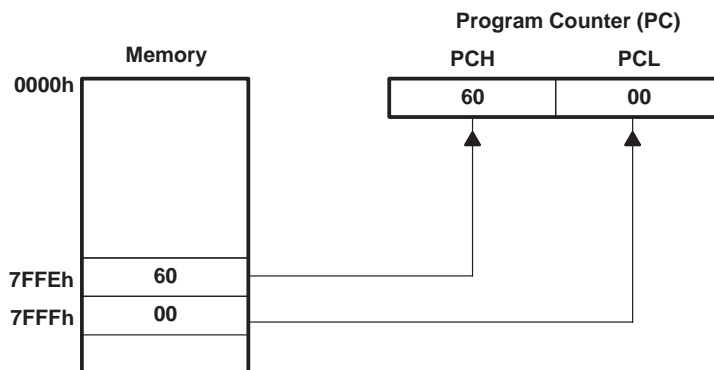 Program Counter (PC)
Memory
PCH PCL
0000h
60 00
7FFEh 60
7FFFh 00